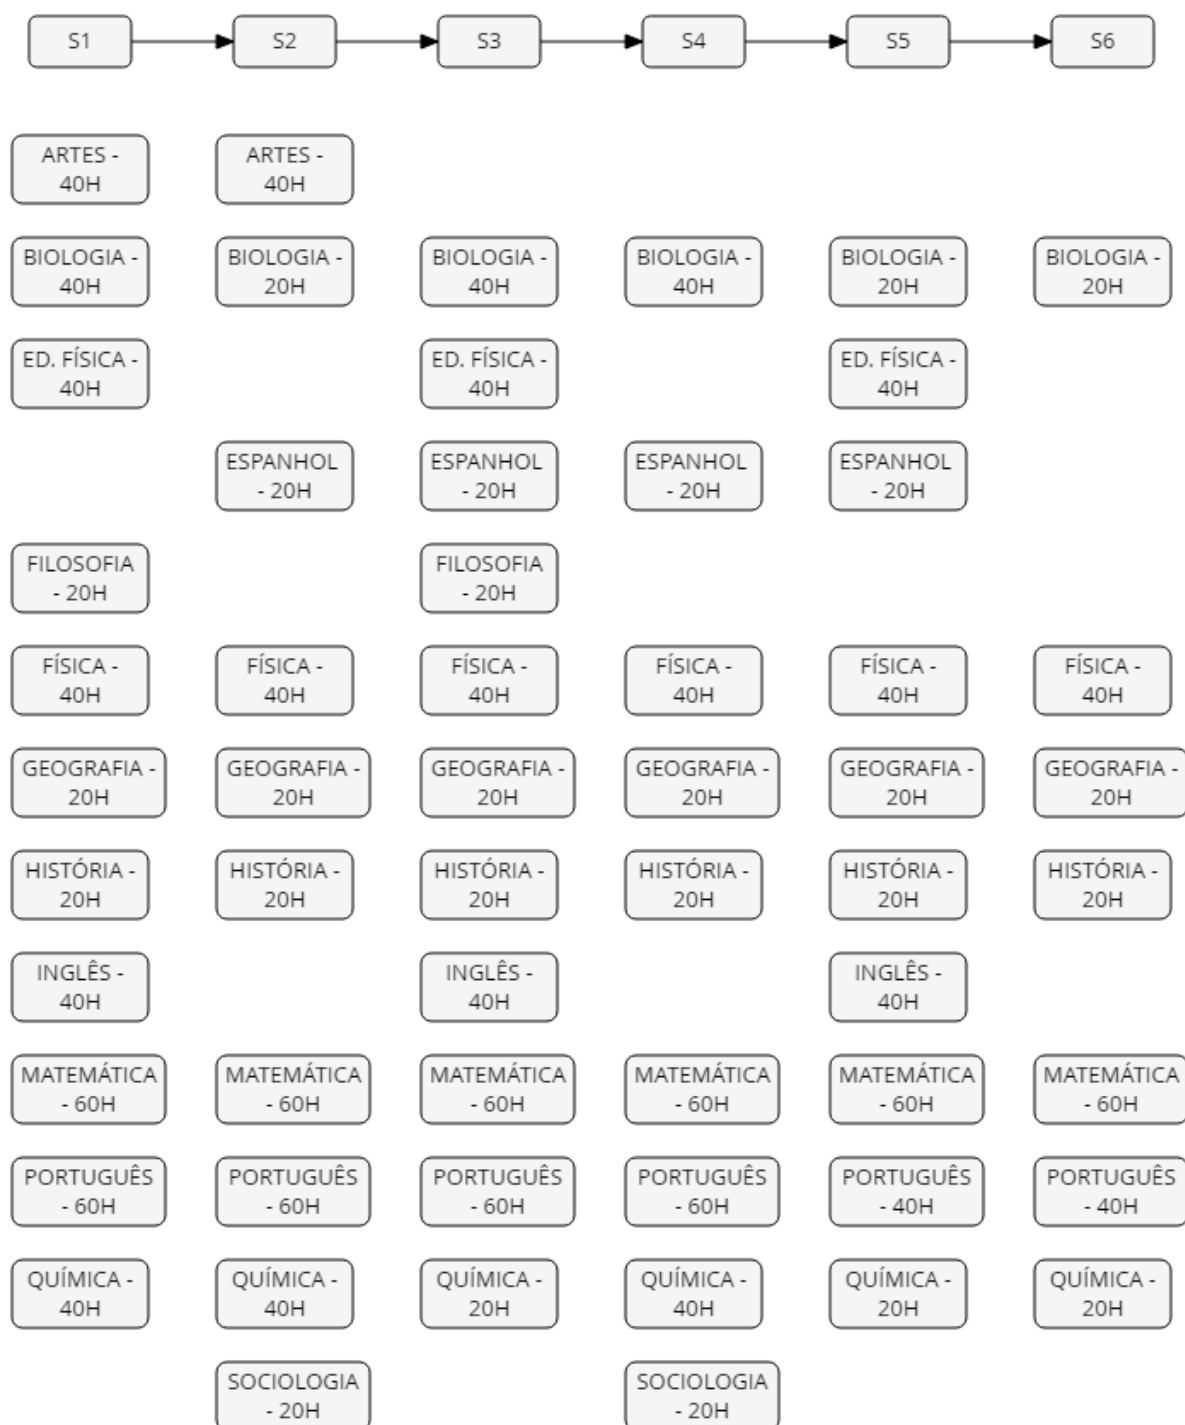 S1 S2 S3 S4 S5 S6
ARTES - ARTES -
40H 40H
BIOLOGIA - BIOLOGIA - BIOLOGIA - BIOLOGIA - BIOLOGIA - BIOLOGIA -
40H 20H 40H 40H 20H 20H
ED. FÍSICA - ED. FÍSICA - ED. FÍSICA -
40H 40H 40H
ESPANHOL ESPANHOL ESPANHOL ESPANHOL
- 20H - 20H - 20H - 20H
FILOSOFIA FILOSOFIA
- 20H - 20H
FÍSICA - FÍSICA - FÍSICA - FÍSICA - FÍSICA - FÍSICA -
40H 40H 40H 40H 40H 40H
GEOGRAFIA - GEOGRAFIA - GEOGRAFIA - GEOGRAFIA - GEOGRAFIA - GEOGRAFIA -
20H 20H 20H 20H 20H 20H
HISTÓRIA - HISTÓRIA - HISTÓRIA - HISTÓRIA - HISTÓRIA - HISTÓRIA -
20H 20H 20H 20H 20H 20H
INGLÊS - INGLÊS - INGLÊS -
40H 40H 40H
MATEMÁTICA MATEMÁTICA MATEMÁTICA MATEMÁTICA MATEMÁTICA MATEMÁTICA
- 60H - 60H - 60H - 60H - 60H - 60H
PORTUGUÊS PORTUGUÊS PORTUGUÊS PORTUGUÊS PORTUGUÊS PORTUGUÊS
- 60H - 60H - 60H - 60H - 40H - 40H
QUÍMICA - QUÍMICA - QUÍMICA - QUÍMICA - QUÍMICA - QUÍMICA -
40H 40H 20H 40H 20H 20H
SOCIOLOGIA SOCIOLOGIA
- 20H - 20H